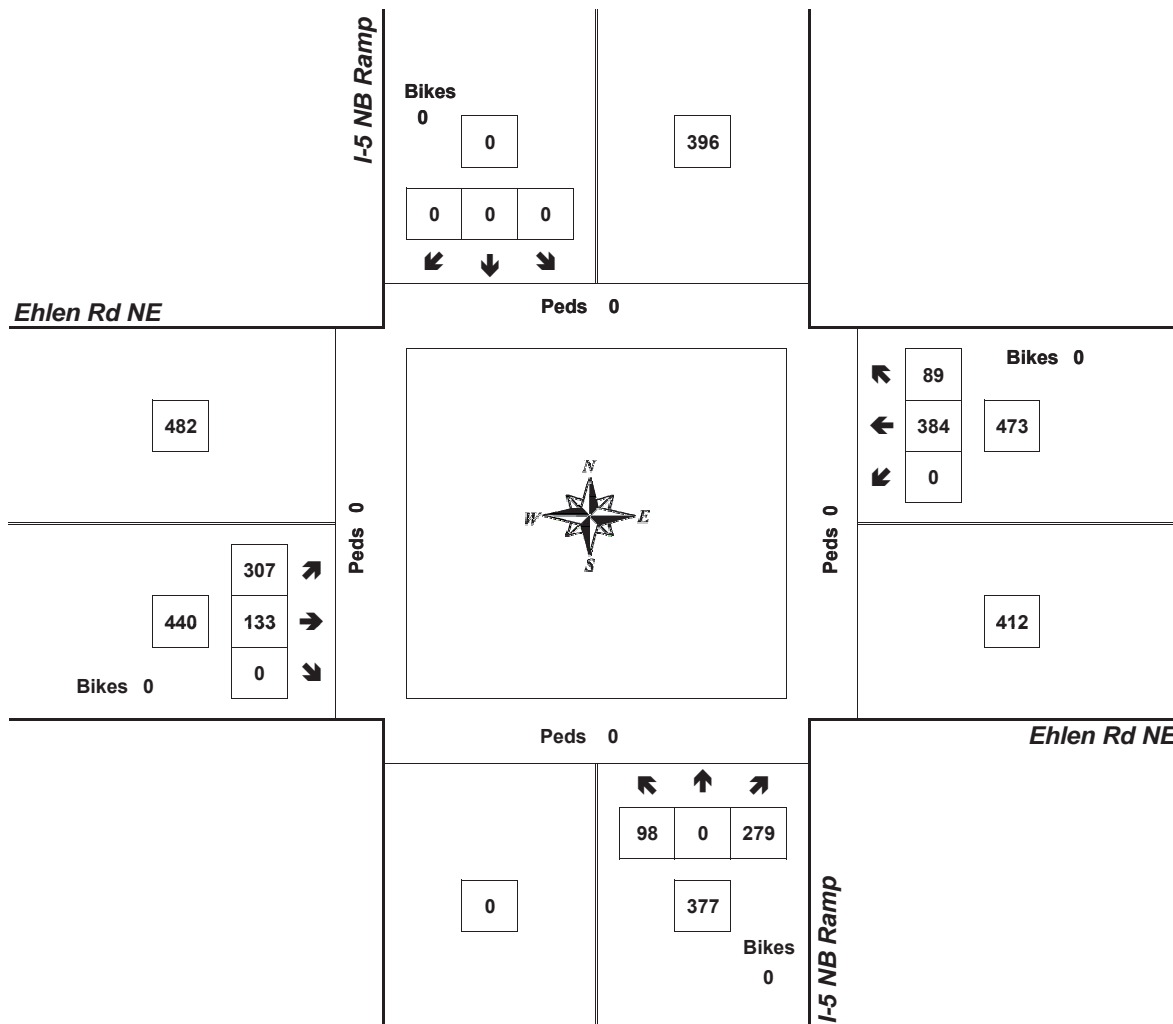 I-5 NB Ramp
Bikes
0
0
396
0 0 0
Ehlen Rd NE
Peds 0
Bikes 0
89
482
384 473
0
N
W E
S
Peds 0
Peds 0
307
440 133
412
0
Bikes 0
Peds 0
Ehlen Rd NE
98 0 279
0
377
Bikes
0
I-5 NB Ramp